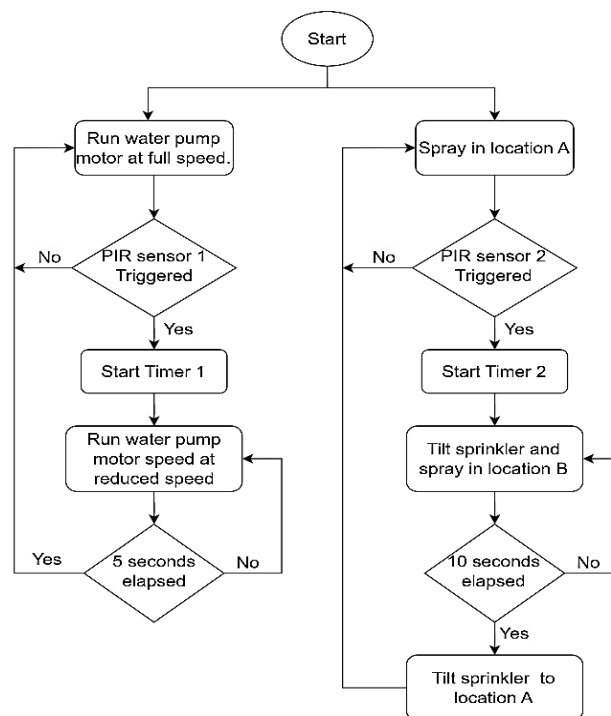 Start
Run water pump
motor at full speed.
No
PIR sensor 1
Triggered
Yes
Start Timer 1
Run water pump
motor speed at
reduced speed
Yes
5 seconds
elapsed
No
Spray in location A
No
PIR sensor 2
Triggered
Yes
Start Timer 2
Tilt sprinkler and
spray in location B
10 seconds
elapsed
No
Yes
Tilt sprinkler to
location A